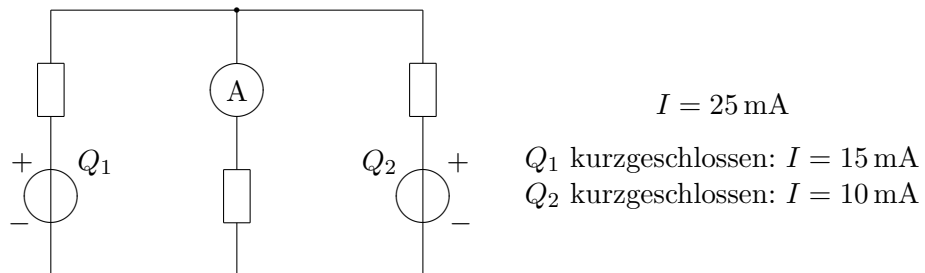 A
+ Q₁
−
Q₂ +
−
I = 25 mA
Q₁ kurzgeschlossen: I = 15 mA
Q₂ kurzgeschlossen: I = 10 mA